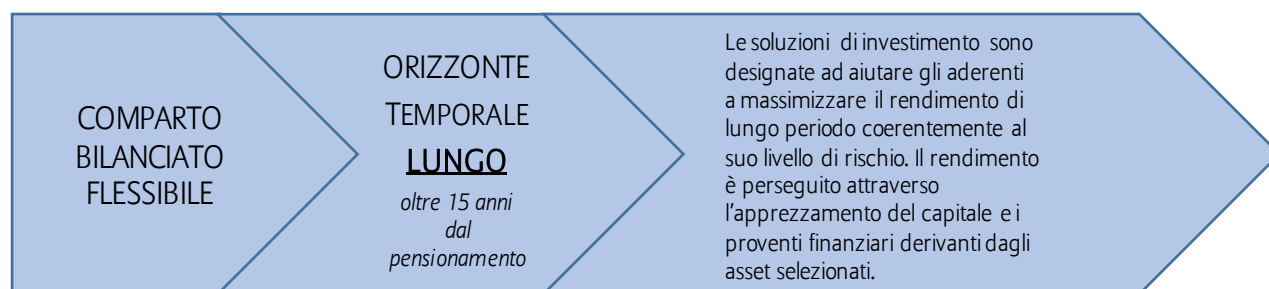 COMPARTO
BILANCIATO
FLESSIBILE
ORIZZONTE
TEMPORALE
LUNGO
oltre 15 anni
dal
pensionamento
Le soluzioni di investimento sono
designate ad aiutare gli aderenti
a massimizzare il rendimento di
lungo periodo coerentemente al
suo livello di rischio. Il rendimento
è perseguito attraverso
l'apprezzamento del capitale e i
proventi finanziari derivanti dagli
asset selezionati.